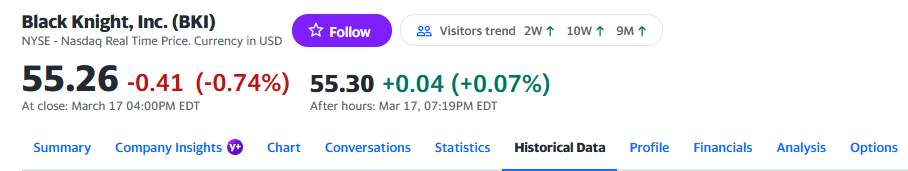 Black Knight, Inc. (BKI)
NYSE - Nasdaq Real Time Price. Currency in USD
Follow
Visitors trend 2W ↑ 10W ↑ 9M ↑
55.26 -0.41 (-0.74%)
At close: March 17 04:00PM EDT
55.30 +0.04 (+0.07%)
After hours: Mar 17, 07:19PM EDT
Summary Company Insights Y+ Chart Conversations Statistics Historical Data Profile Financials Analysis Options